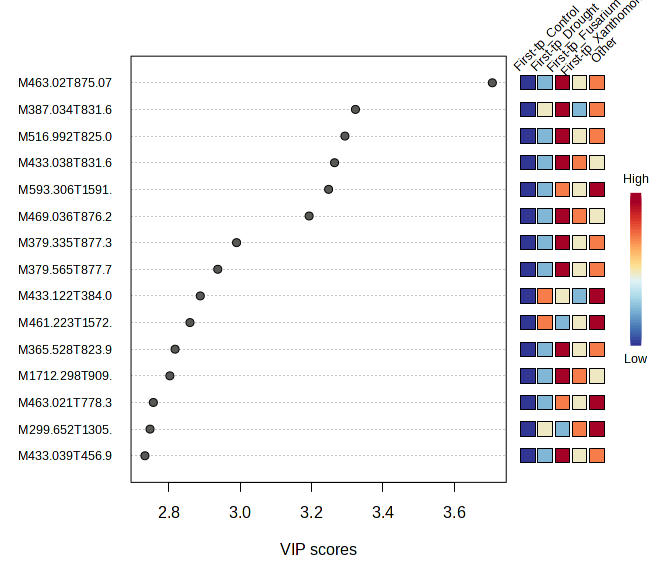 First-tp_Control
First-tp_Drought
First-tp_Fusarium
First-tp_Xanthomon
Other
M463.02T875.07
M387.034T831.6
M516.992T825.0
M433.038T831.6
M593.306T1591.
M469.036T876.2
M379.335T877.3
M379.565T877.7
M433.122T384.0
M461.223T1572.
M365.528T823.9
M1712.298T909.
M463.021T778.3
M299.652T1305.
M433.039T456.9
High
Low
2.8 3.0 3.2 3.4 3.6
VIP scores